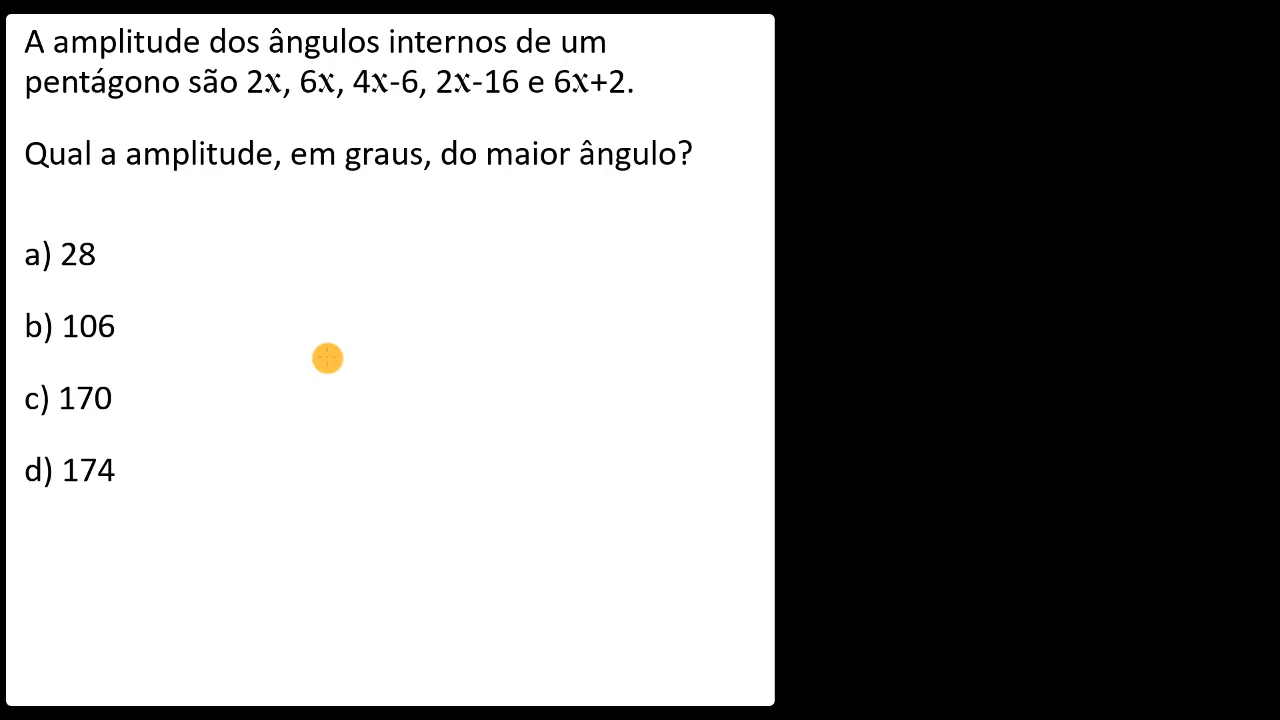 A amplitude dos ângulos internos de um
pentágono são 2x, 6x, 4x-6, 2x-16 e 6x+2.
Qual a amplitude, em graus, do maior ângulo?
a) 28
b) 106
c) 170
d) 174